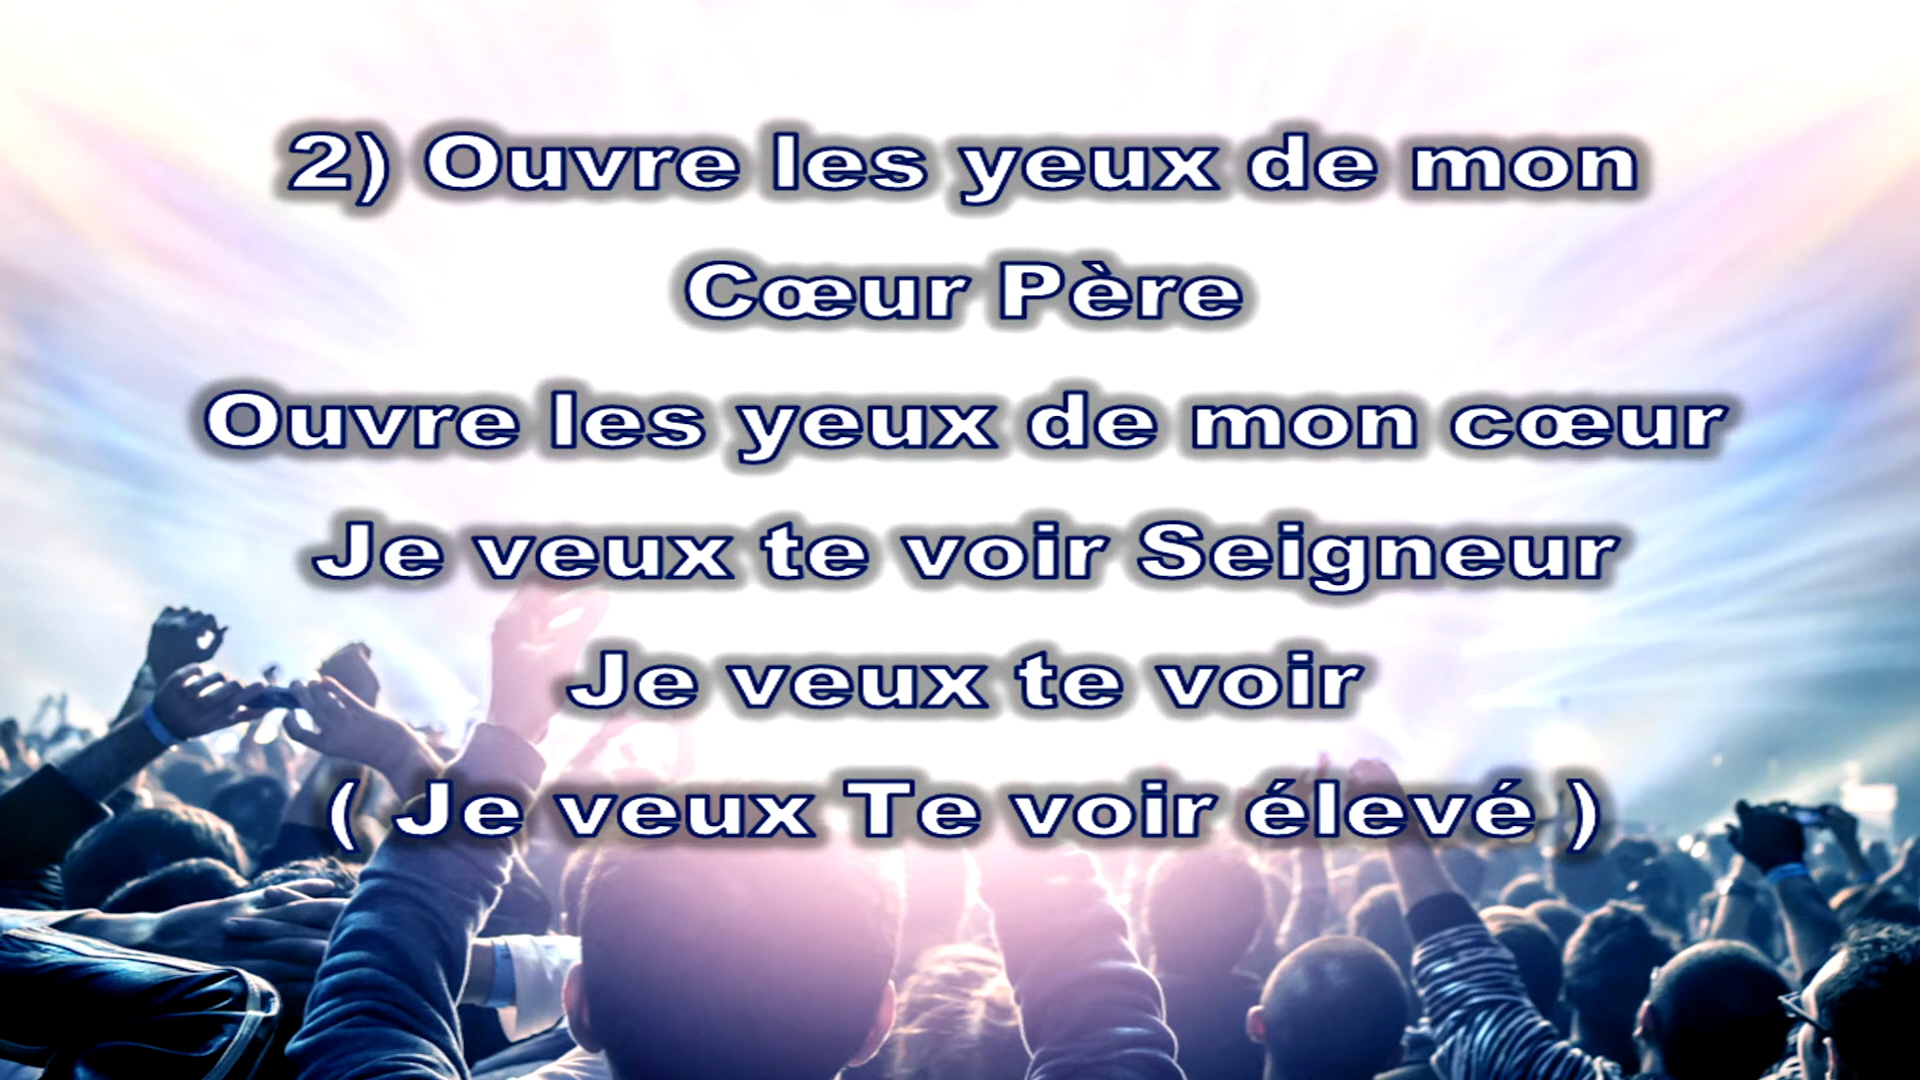 2) Ouvre les yeux de mon
Cœur Père
Ouvre les yeux de mon cœur
Je veux te voir Seigneur
Je veux te voir
( Je veux Te voir élevé )